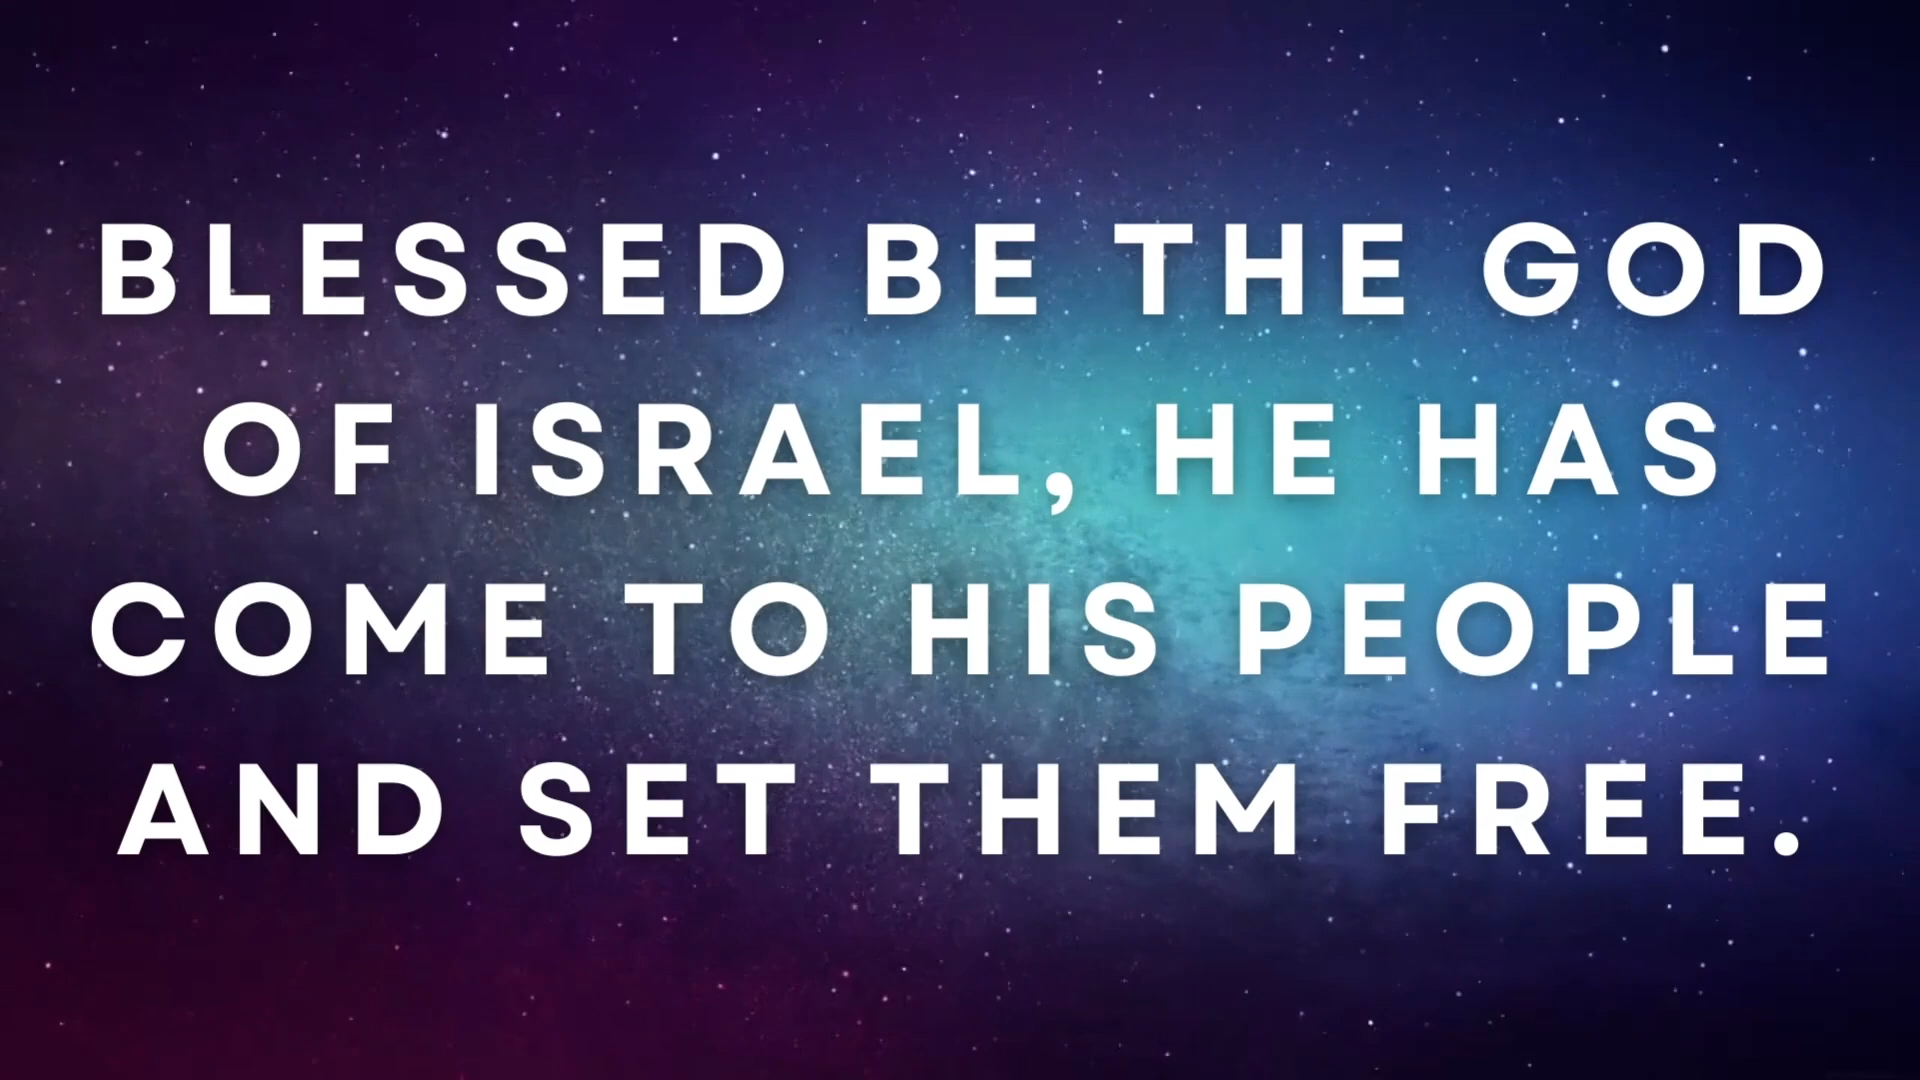 BLESSED BE THE GOD
OF ISRAEL, HE HAS
COME TO HIS PEOPLE
AND SET THEM FREE.